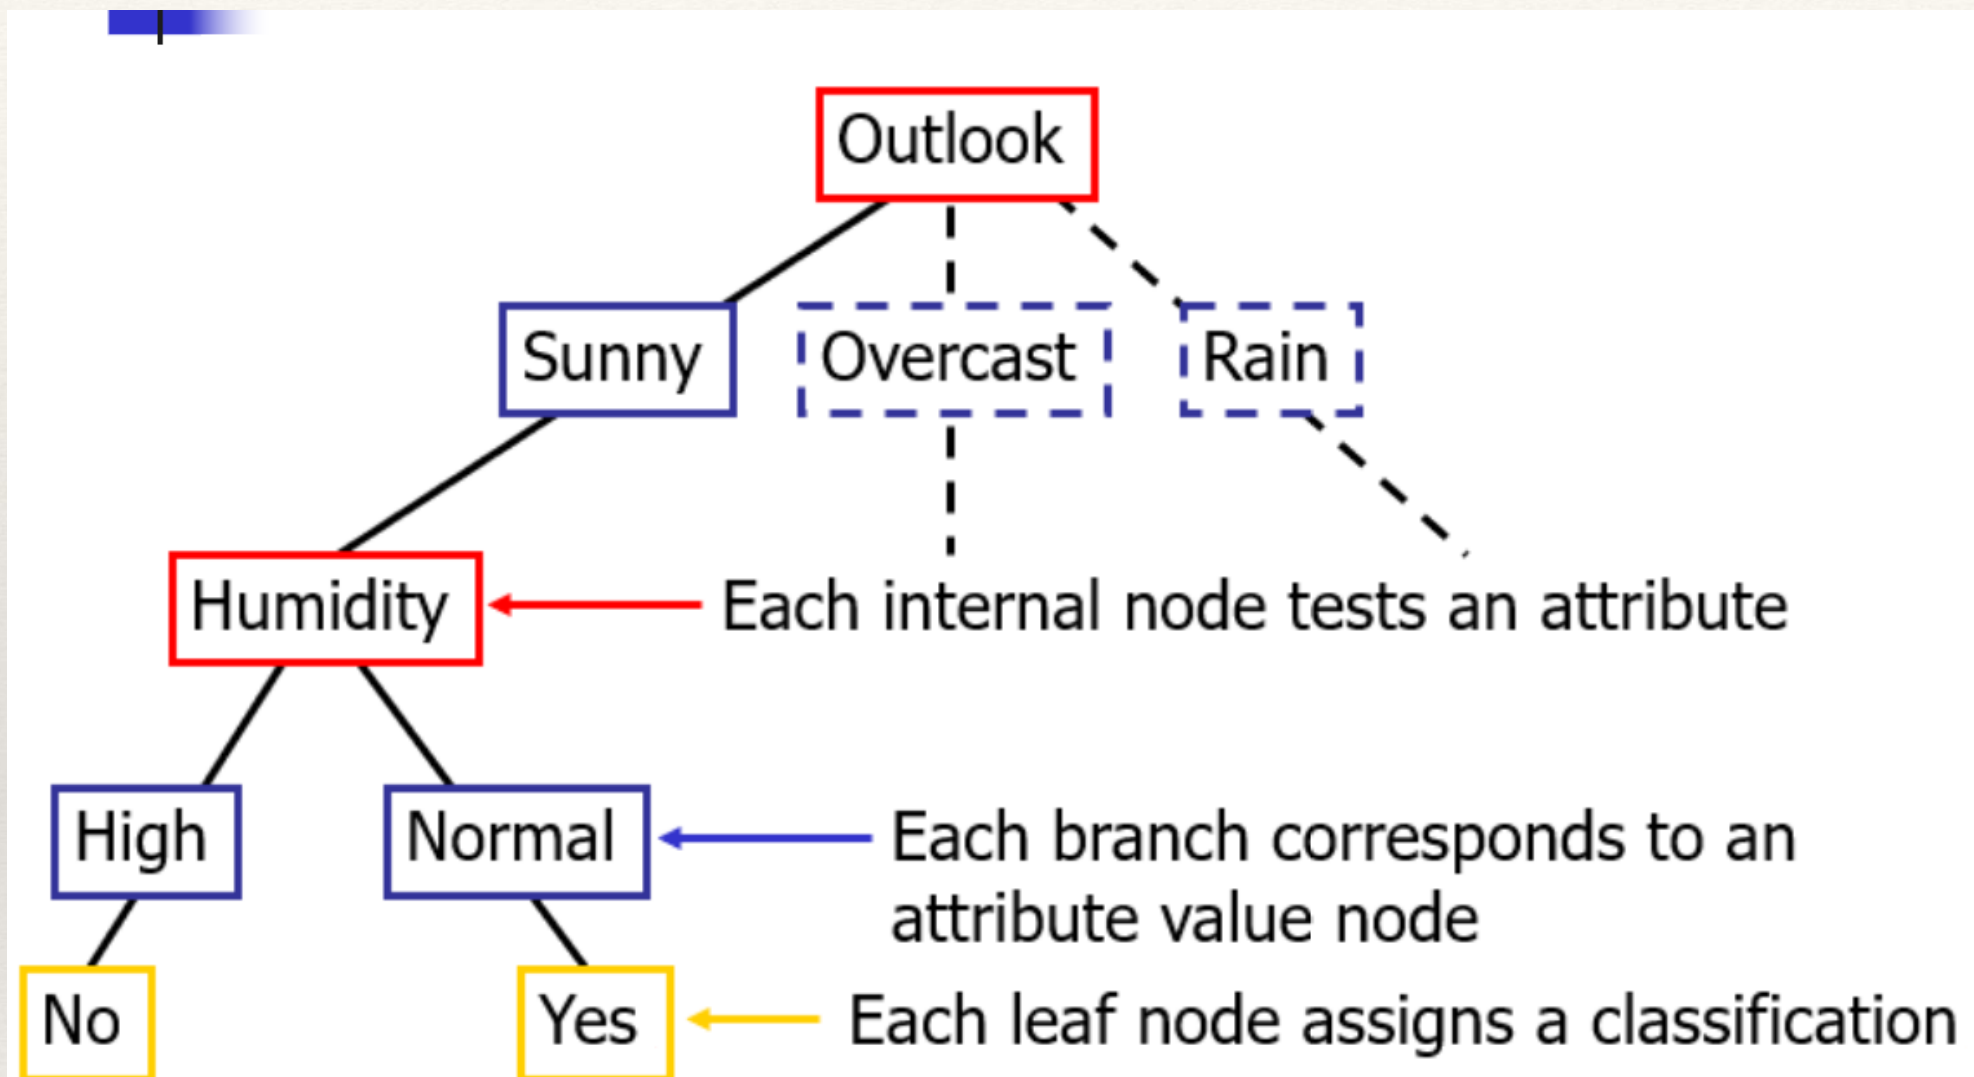 Outlook
Sunny
Overcast
Rain
Humidity
Each internal node tests an attribute
High
Normal
Each branch corresponds to an
attribute value node
No
Yes
Each leaf node assigns a classification